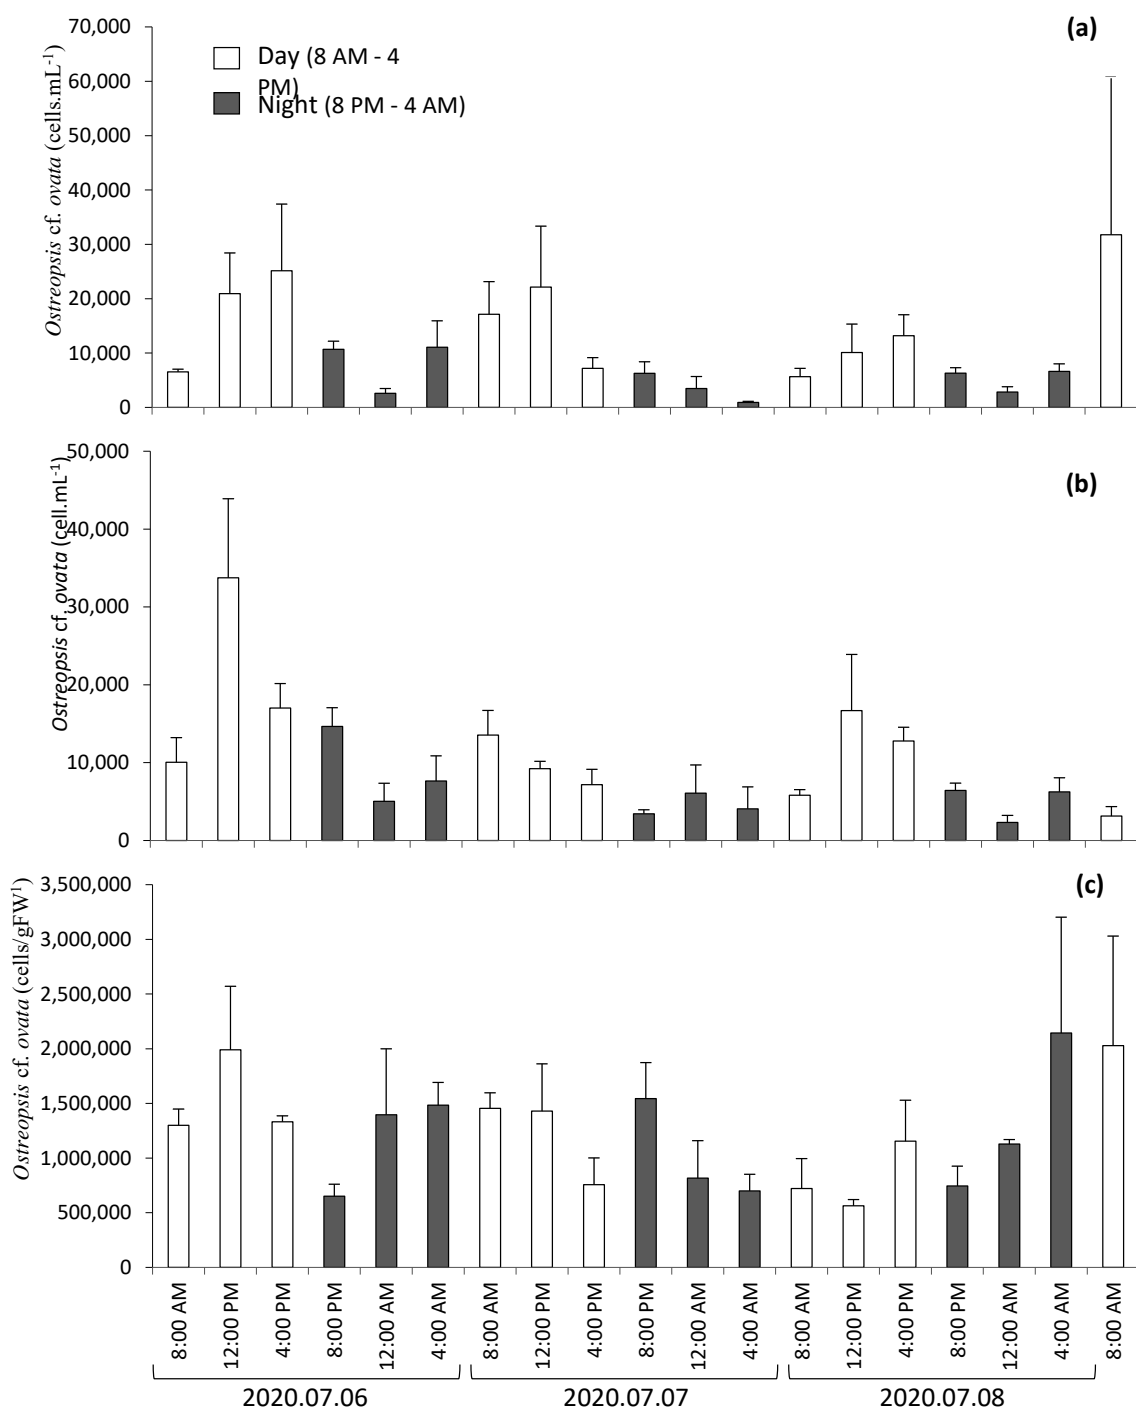 70,000
60,000
50,000
40,000
30,000
20,000
10,000
0
Ostreopsis cf. ovata (cells.mL-1)
Day (8 AM - 4
PM)
Night (8 PM - 4 AM)
(a)
50,000
40,000
30,000
20,000
10,000
0
Ostreopsis cf. ovata (cell.mL-1)
(b)
3,500,000
3,000,000
2,500,000
2,000,000
1,500,000
1,000,000
500,000
0
Ostreopsis cf. ovata (cells/gFW1)
(c)
8:00 AM
12:00 PM
4:00 PM
8:00 PM
12:00 AM
4:00 AM
8:00 AM
12:00 PM
4:00 PM
8:00 PM
12:00 AM
4:00 AM
8:00 AM
12:00 PM
4:00 PM
8:00 PM
12:00 AM
4:00 AM
8:00 AM
2020.07.06
2020.07.07
2020.07.08